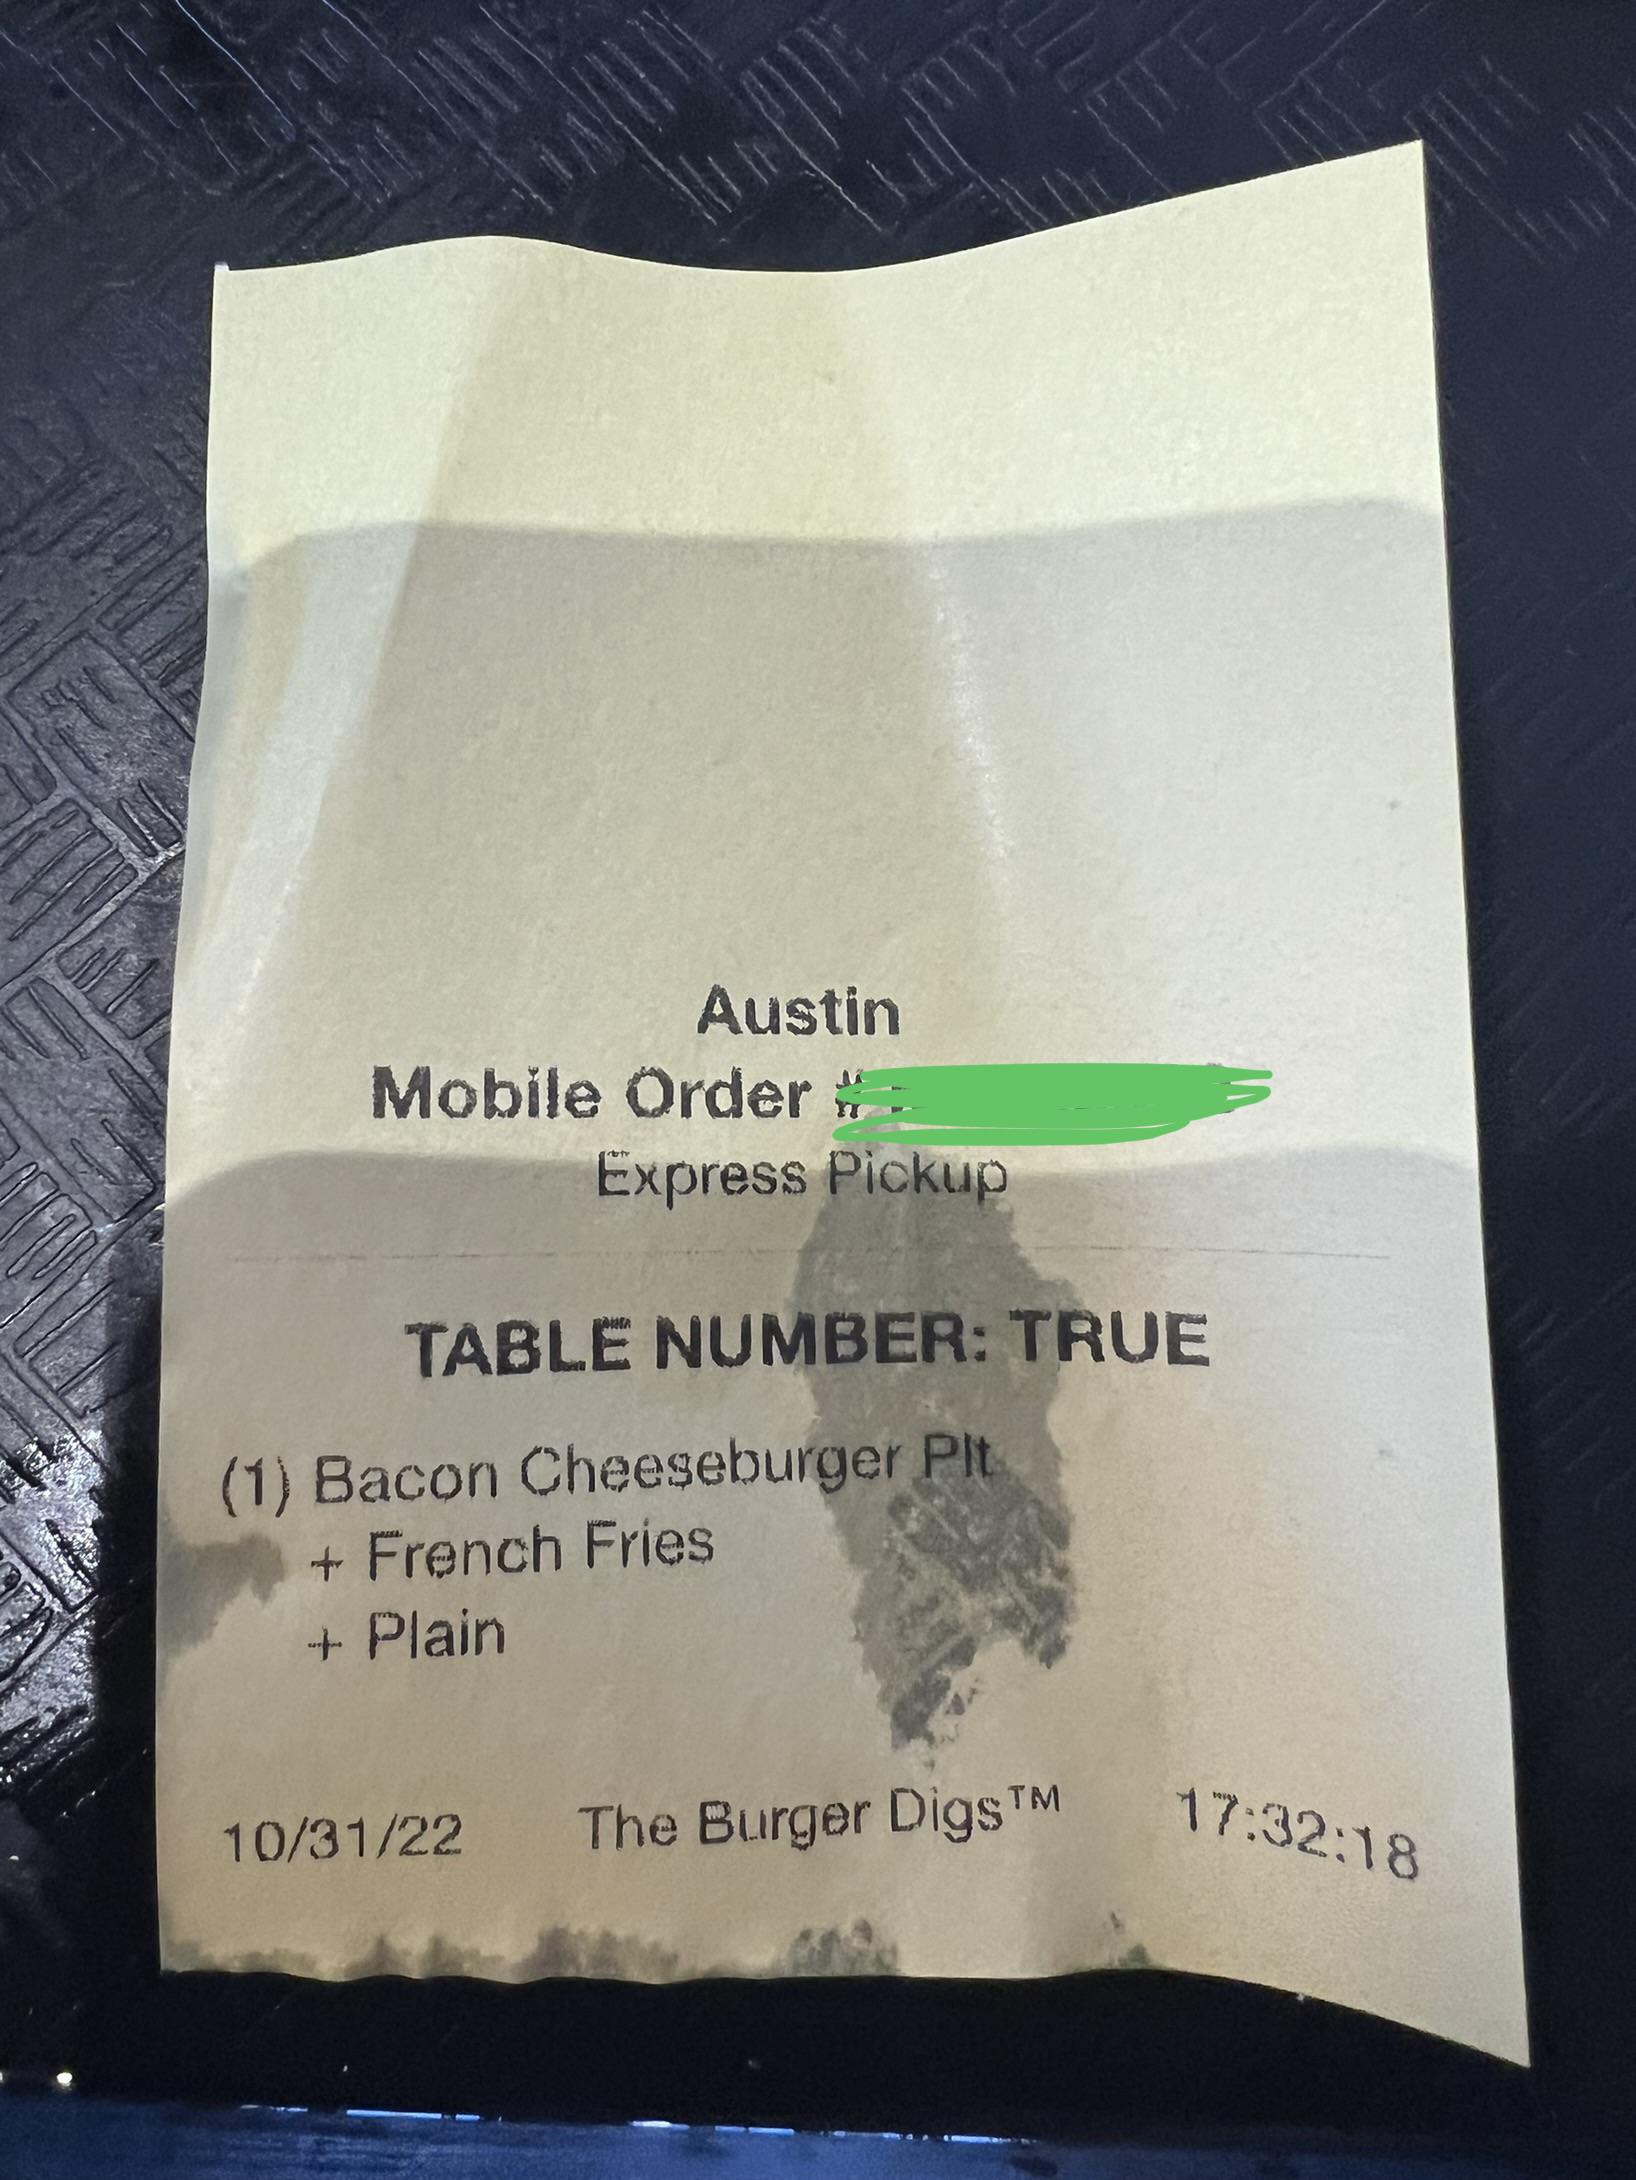 Austin
Mobile Order #
Express Pickup
TABLE NUMBER: TRUE
(1) Bacon Cheeseburger Plt
+ French Fries
+ Plain
10/31/22 The Burger Digs™ 17:32:18